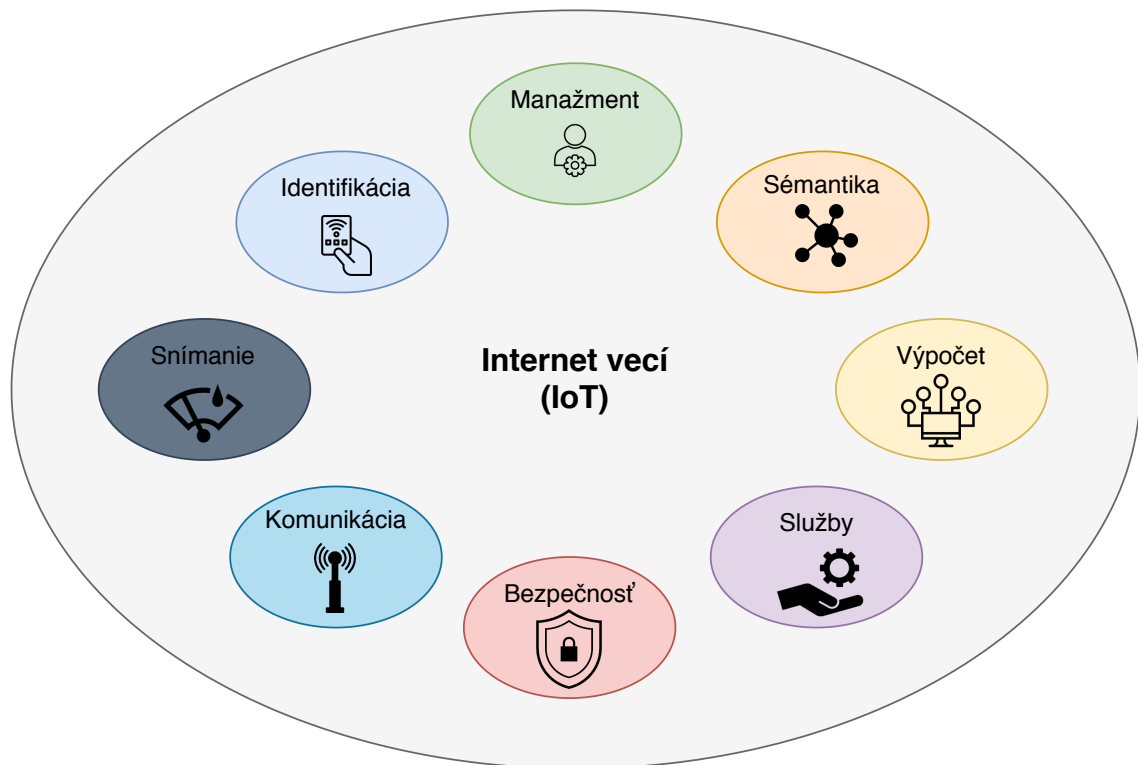 Manažment
Identifikácia
Sémantika
Snímanie
Internet vecí
(IoT)
Výpočet
Komunikácia
Služby
Bezpečnosť